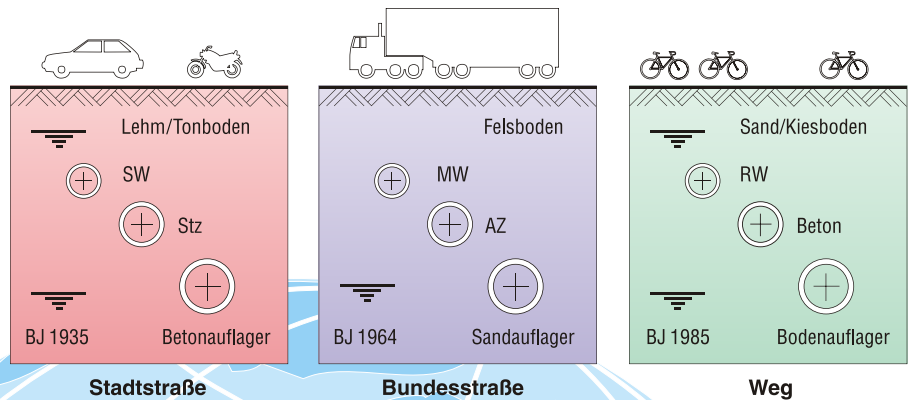 Lehm/Tonboden
SW
Stz
BJ 1935
Betonauflager
Stadtstraße
Felsboden
MW
AZ
BJ 1964
Sandauflager
Bundesstraße
Sand/Kiesboden
RW
Beton
BJ 1985
Bodenauflager
Weg